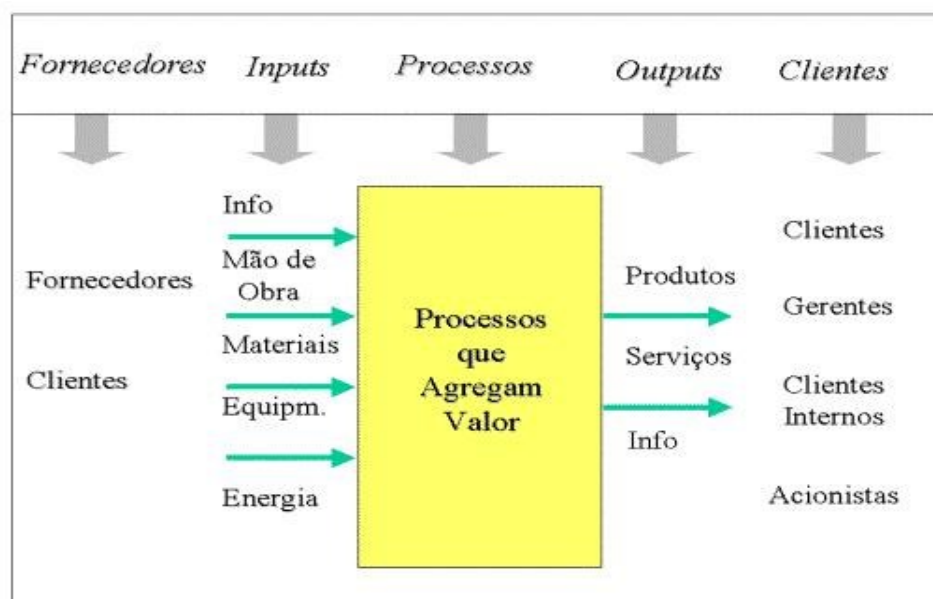 Fornecedores Inputs Processos Outputs Clientes
Fornecedores
Clientes
Info
Mão de
Obra
Materiais
Equipm.
Energia
Processos
que
Agregam
Valor
Produtos
Serviços
Info
Clientes
Gerentes
Clientes
Internos
Acionistas